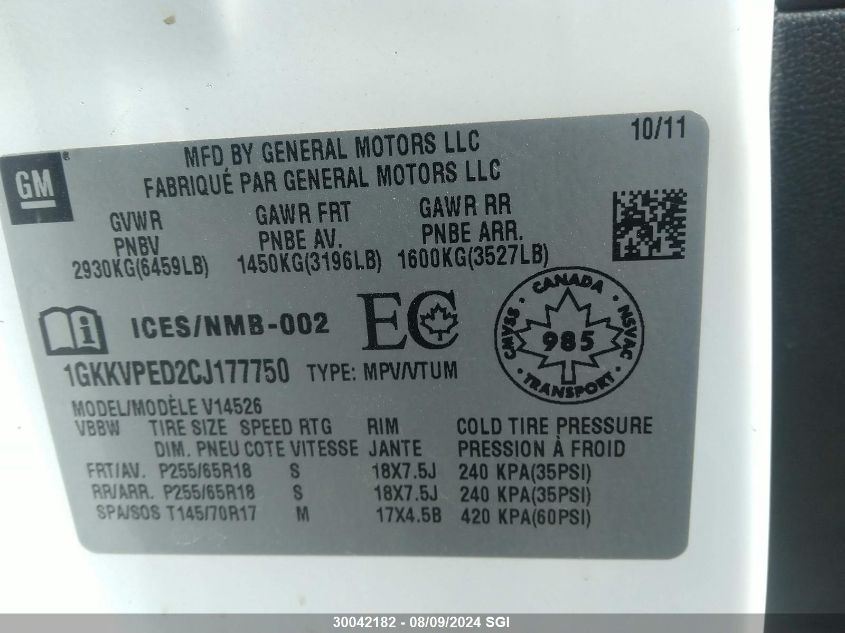 10/11
MFD BY GENERAL MOTORS LLC
FABRIQUÉ PAR GENERAL MOTORS LLC
GM ®
GVWR GAWR FRT GAWR RR
PNBV PNBE AV. PNBE ARR.
2930KG(6459LB) 1450KG(3196LB) 1600KG(3527LB)
i ICES/NMB-002 EC
CANADA
CMVSS 985 NSVAC
TRANSPORT
1GKKVPED2CJ177750 TYPE: MPV/VTUM
MODEL/MODÈLE V14526
VBBW TIRE SIZE SPEED RTG RIM COLD TIRE PRESSURE
DIM. PNEU COTE VITESSE JANTE PRESSION À FROID
FRT/AV. P255/65R18 S 18X7.5J 240 KPA(35PSI)
RR/ARR. P255/65R18 S 18X7.5J 240 KPA(35PSI)
SPA/SOS T145/70R17 M 17X4.5B 420 KPA(60PSI)
30042182 - 08/09/2024 SGI